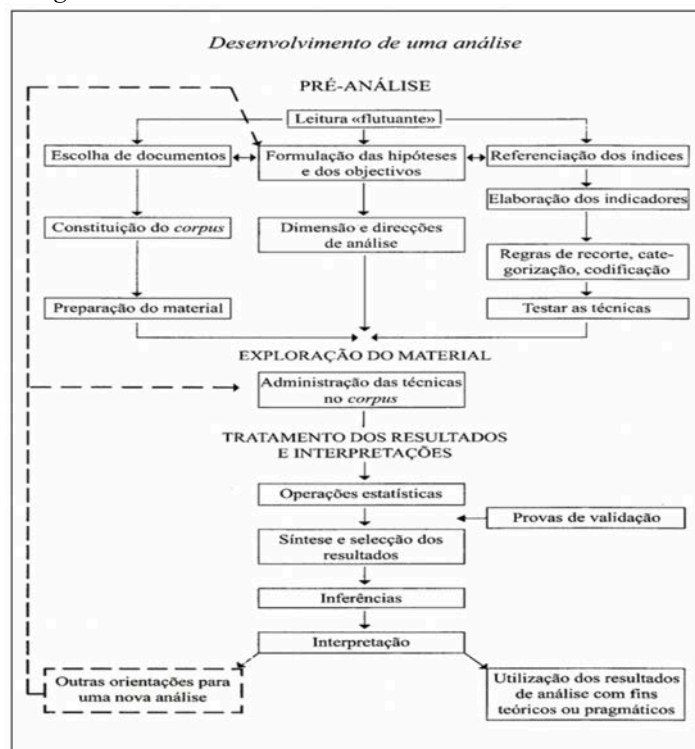 Desenvolvimento de uma análise
PRÉ-ANÁLISE
Leitura «flutuante»
Escolha de documentos
Formulação das hipóteses
e dos objectivos
Referenciação dos índices
Elaboração dos indicadores
Constituição do corpus
Dimensão e direcções
de análise
Regras de recorte, cate-
gorização, codificação
Preparação do material
Testar as técnicas
EXPLORAÇÃO DO MATERIAL
Administração das técnicas
no corpus
TRATAMENTO DOS RESULTADOS
E INTERPRETAÇÕES
Operações estatísticas
Provas de validação
Síntese e selecção dos
resultados
Inferências
Interpretação
Outras orientações para
uma nova análise
Utilização dos resultados
de análise com fins
teóricos ou pragmáticos